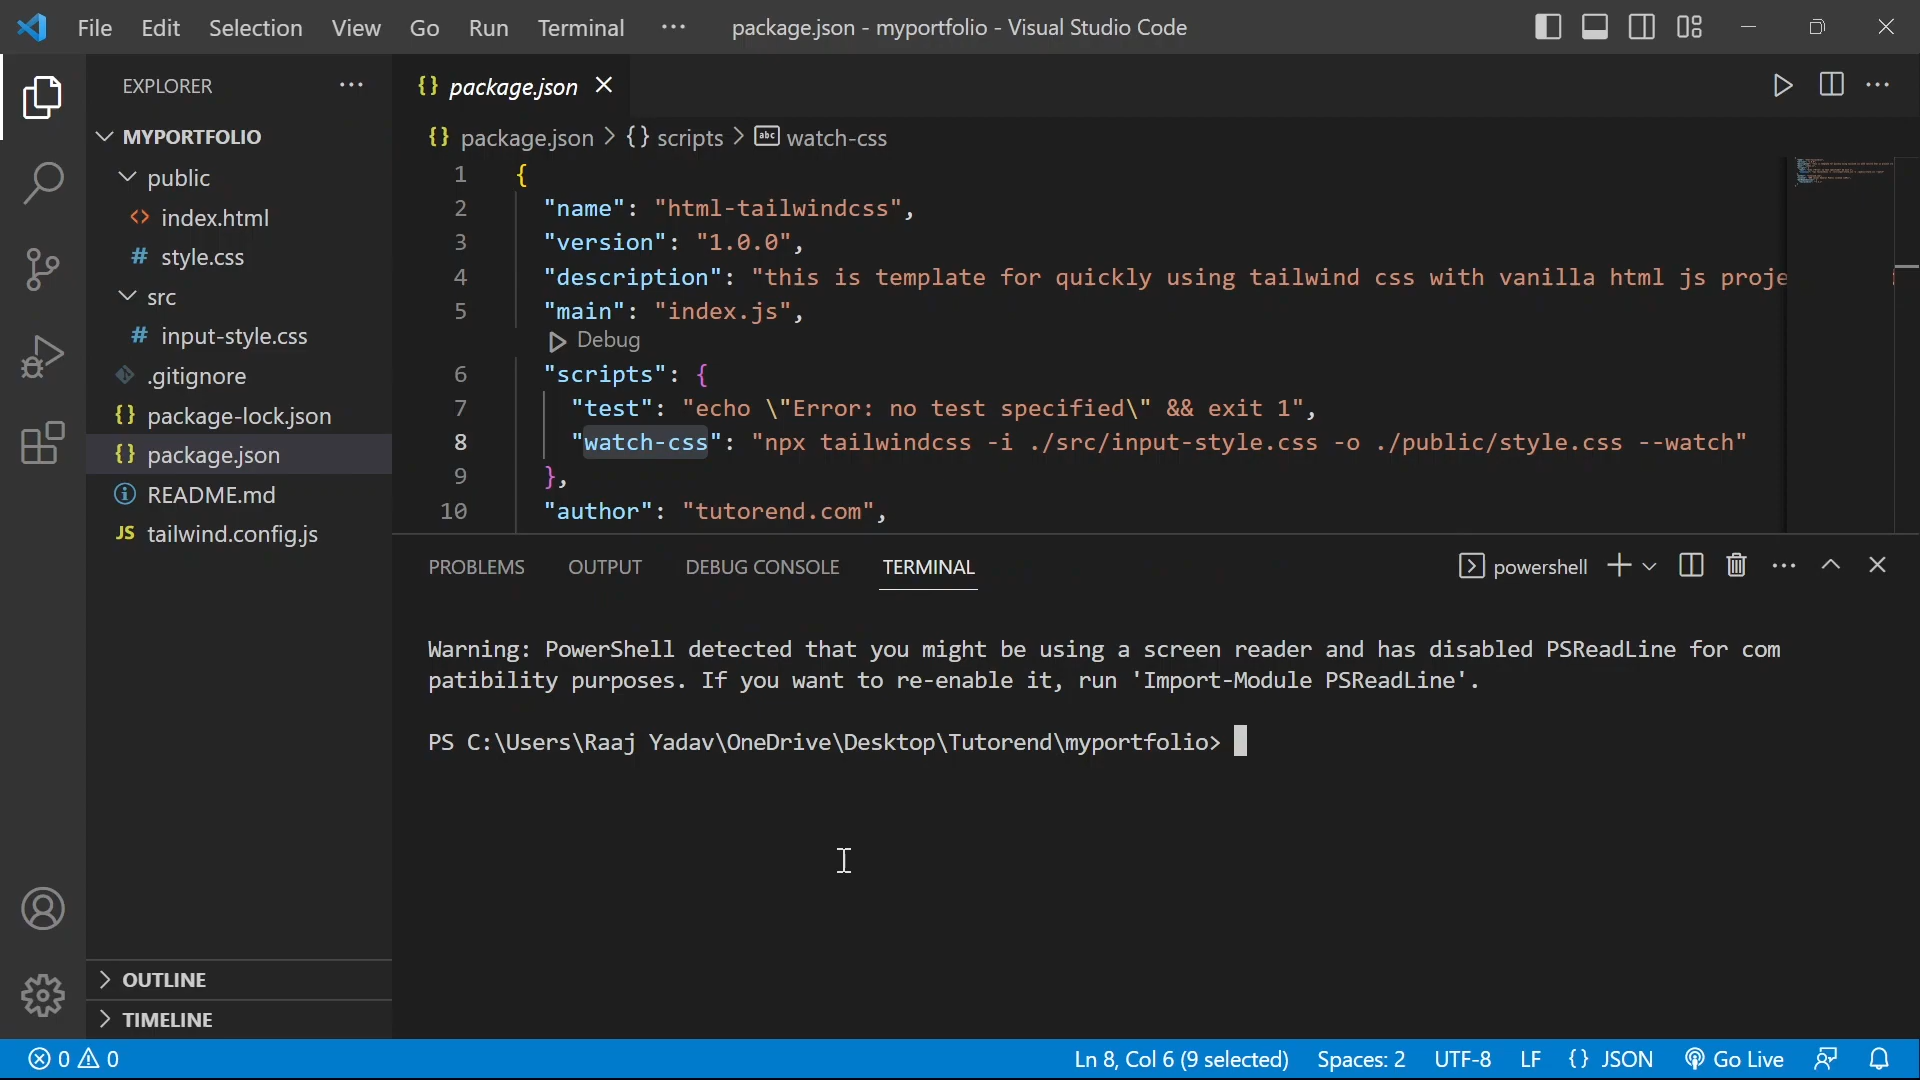 File Edit Selection View Go Run Terminal ··· package.json - myportfolio - Visual Studio Code
EXPLORER ···
MYPORTFOLIO
public
<> index.html
# style.css
src
# input-style.css
.gitignore
{} package-lock.json
{} package.json
README.md
JS tailwind.config.js
OUTLINE
TIMELINE
{} package.json
{} package.json > {} scripts > abc watch-css
1 {
2 "name": "html-tailwindcss",
3 "version": "1.0.0",
4 "description": "this is template for quickly using tailwind css with vanilla html js proje
5 "main": "index.js",
Debug
6 "scripts": {
7 "test": "echo \"Error: no test specified\" && exit 1",
8 "watch-css": "npx tailwindcss -i ./src/input-style.css -o ./public/style.css --watch"
9 },
10 "author": "tutorend.com",
PROBLEMS OUTPUT DEBUG CONSOLE TERMINAL
powershell
Warning: PowerShell detected that you might be using a screen reader and has disabled PSReadLine for com
patibility purposes. If you want to re-enable it, run 'Import-Module PSReadLine'.
PS C:\Users\Raaj Yadav\OneDrive\Desktop\Tutorend\myportfolio>
0 0 Ln 8, Col 6 (9 selected) Spaces: 2 UTF-8 LF {} JSON Go Live